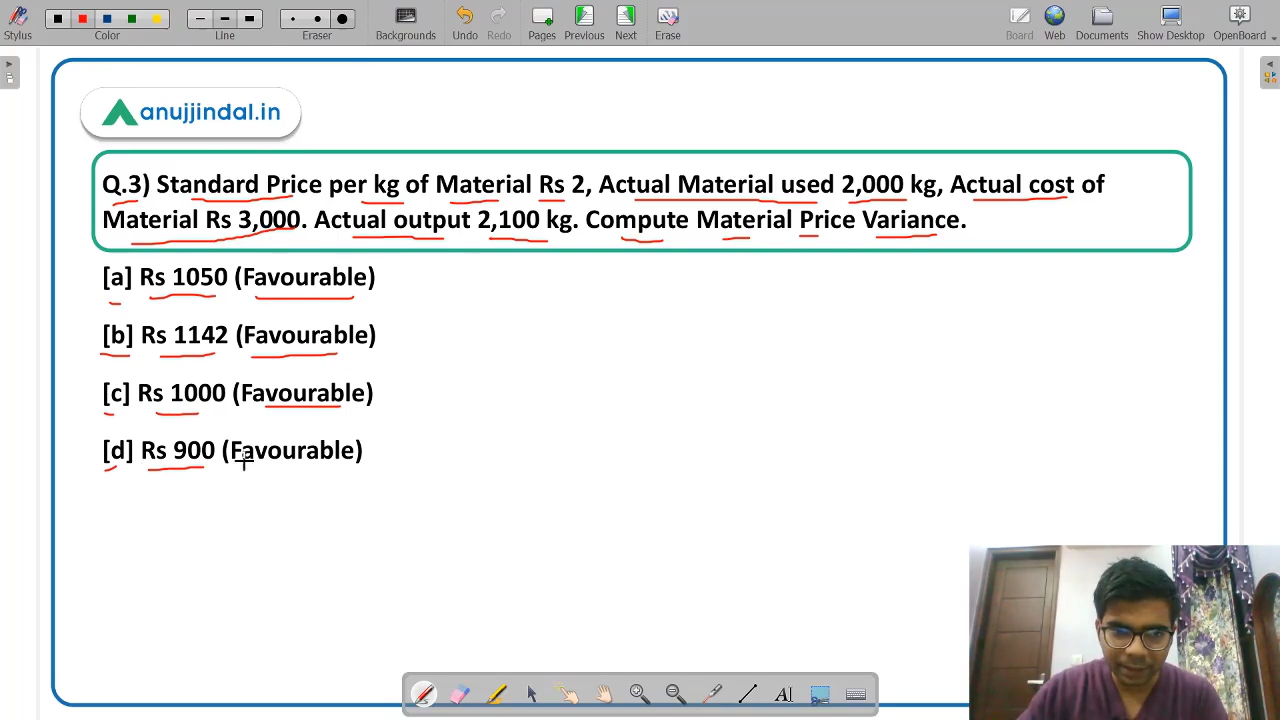 Stylus
Color
Line
Eraser
Backgrounds
Undo
Redo
Pages
Previous
Next
Erase
Board
Web
Documents
Show Desktop
OpenBoard
anujjindal.in
Q.3) Standard Price per kg of Material Rs 2, Actual Material used 2,000 kg, Actual cost of
Material Rs 3,000. Actual output 2,100 kg. Compute Material Price Variance.
[a] Rs 1050 (Favourable)
[b] Rs 1142 (Favourable)
[c] Rs 1000 (Favourable)
[d] Rs 900 (Favourable)